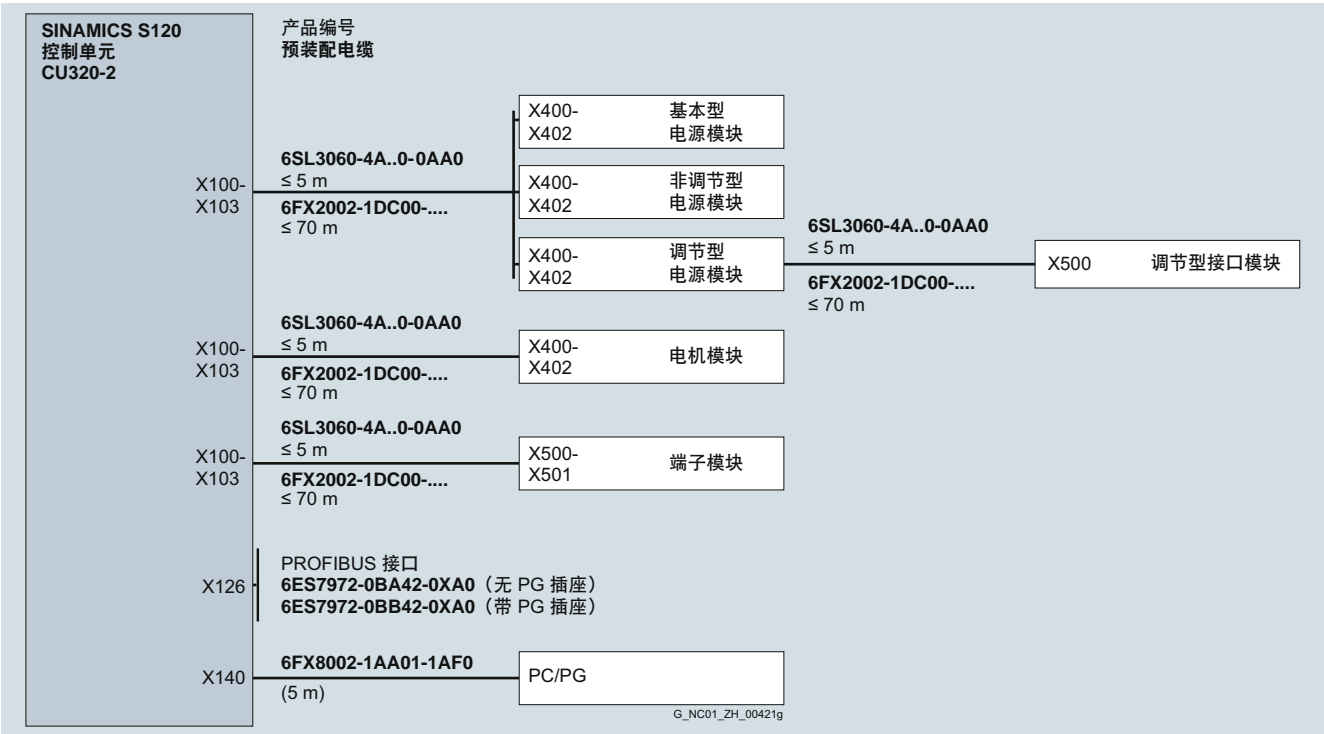 SINAMICS S120
控制单元
CU320-2
产品编号
预装配电缆
X100-
X103
6SL3060-4A..0-0AA0
≤ 5 m
6FX2002-1DC00-....
≤ 70 m
X400-
X402
基本型
电源模块
X400-
X402
非调节型
电源模块
X400-
X402
调节型
电源模块
6SL3060-4A..0-0AA0
≤ 5 m
6FX2002-1DC00-....
≤ 70 m
X500 调节型接口模块
X100-
X103
6SL3060-4A..0-0AA0
≤ 5 m
6FX2002-1DC00-....
≤ 70 m
X400-
X402
电机模块
X100-
X103
6SL3060-4A..0-0AA0
≤ 5 m
6FX2002-1DC00-....
≤ 70 m
X500-
X501
端子模块
X126
PROFIBUS 接口
6ES7972-0BA42-0XA0（无 PG 插座）
6ES7972-0BB42-0XA0（带 PG 插座）
X140
6FX8002-1AA01-1AF0
(5 m)
PC/PG
G_NC01_ZH_00421g